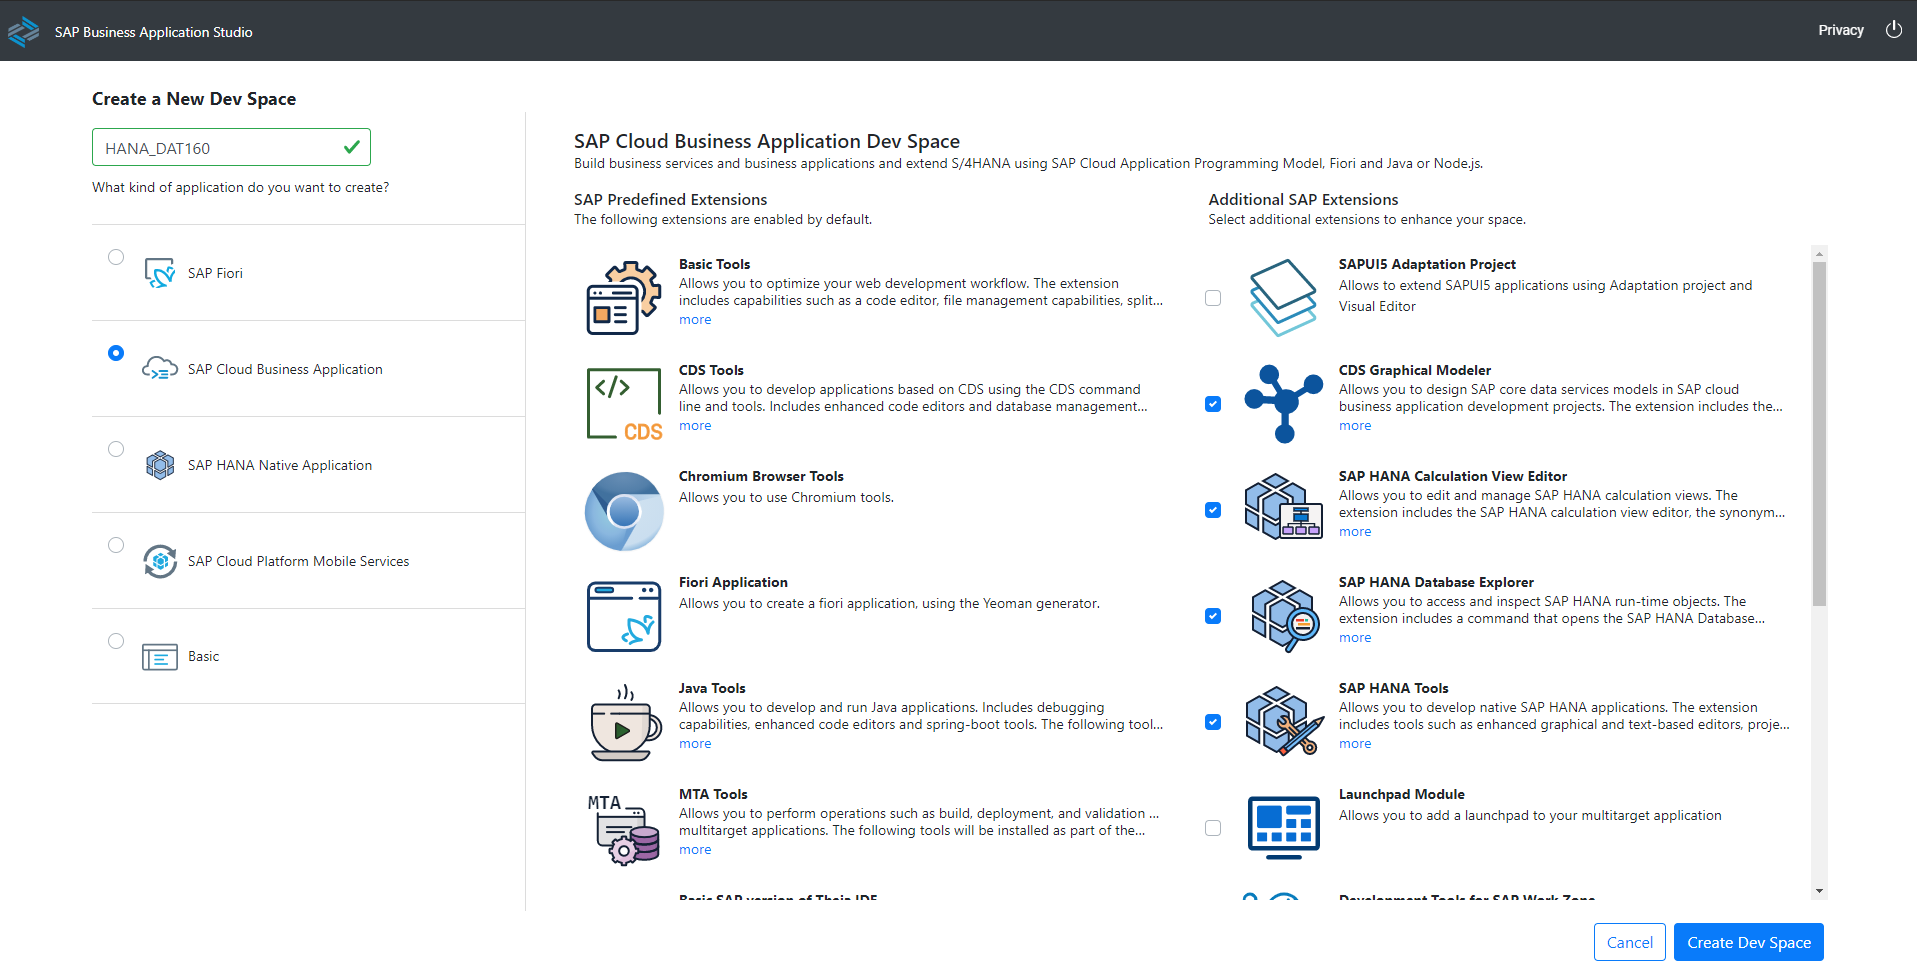 SAP Business Application Studio
Privacy
Create a New Dev Space
HANA_DAT160
What kind of application do you want to create?
SAP Fiori
SAP Cloud Business Application
SAP HANA Native Application
SAP Cloud Platform Mobile Services
Basic
SAP Cloud Business Application Dev Space
Build business services and business applications and extend S/4HANA using SAP Cloud Application Programming Model, Fiori and Java or Node.js.
SAP Predefined Extensions
The following extensions are enabled by default.
Basic Tools
Allows you to optimize your web development workflow. The extension
includes capabilities such as a code editor, file management capabilities, split...
more
</>
CDS
CDS Tools
Allows you to develop applications based on CDS using the CDS command
line and tools. Includes enhanced code editors and database management...
more
Chromium Browser Tools
Allows you to use Chromium tools.
Fiori Application
Allows you to create a fiori application, using the Yeoman generator.
Java Tools
Allows you to develop and run Java applications. Includes debugging
capabilities, enhanced code editors and spring-boot tools. The following tool...
more
MTA
MTA Tools
Allows you to perform operations such as build, deployment, and validation ...
multitarget applications. The following tools will be installed as part of the...
more
Basic SAP version of Theia IDE
Additional SAP Extensions
Select additional extensions to enhance your space.
SAPUI5 Adaptation Project
Allows to extend SAPUI5 applications using Adaptation project and
Visual Editor
CDS Graphical Modeler
Allows you to design SAP core data services models in SAP cloud
business application development projects. The extension includes the...
more
SAP HANA Calculation View Editor
Allows you to edit and manage SAP HANA calculation views. The
extension includes the SAP HANA calculation view editor, the synonym...
more
SAP HANA Database Explorer
Allows you to access and inspect SAP HANA run-time objects. The
extension includes a command that opens the SAP HANA Database...
more
SAP HANA Tools
Allows you to develop native SAP HANA applications. The extension
includes tools such as enhanced graphical and text-based editors, proje...
more
Launchpad Module
Allows you to add a launchpad to your multitarget application
Development Tools for SAP Work Zone
Cancel
Create Dev Space